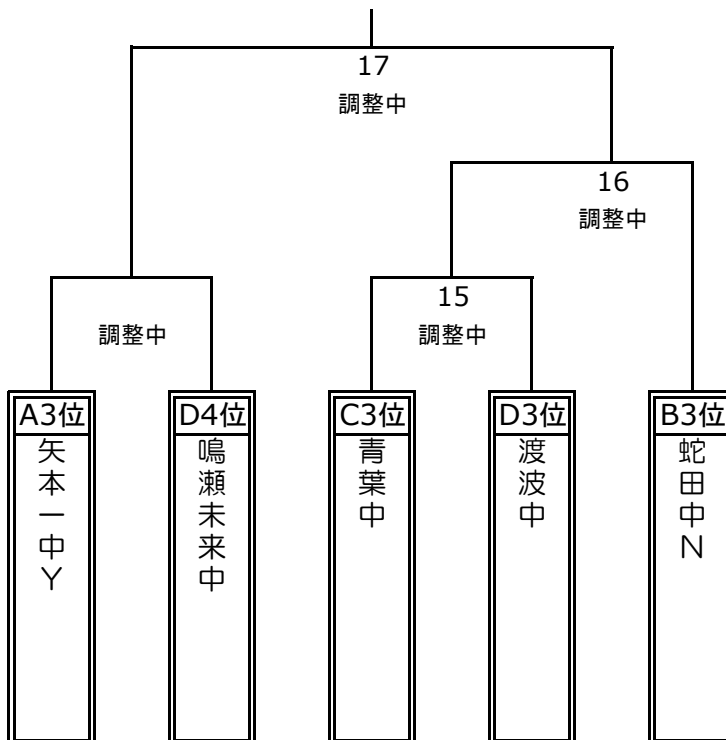 17
調整中
16
調整中
15
調整中
調整中
A3位
矢本一中Y
D4位
鳴瀬未来中
C3位
青葉中
D3位
渡波中
B3位
蛇田中N